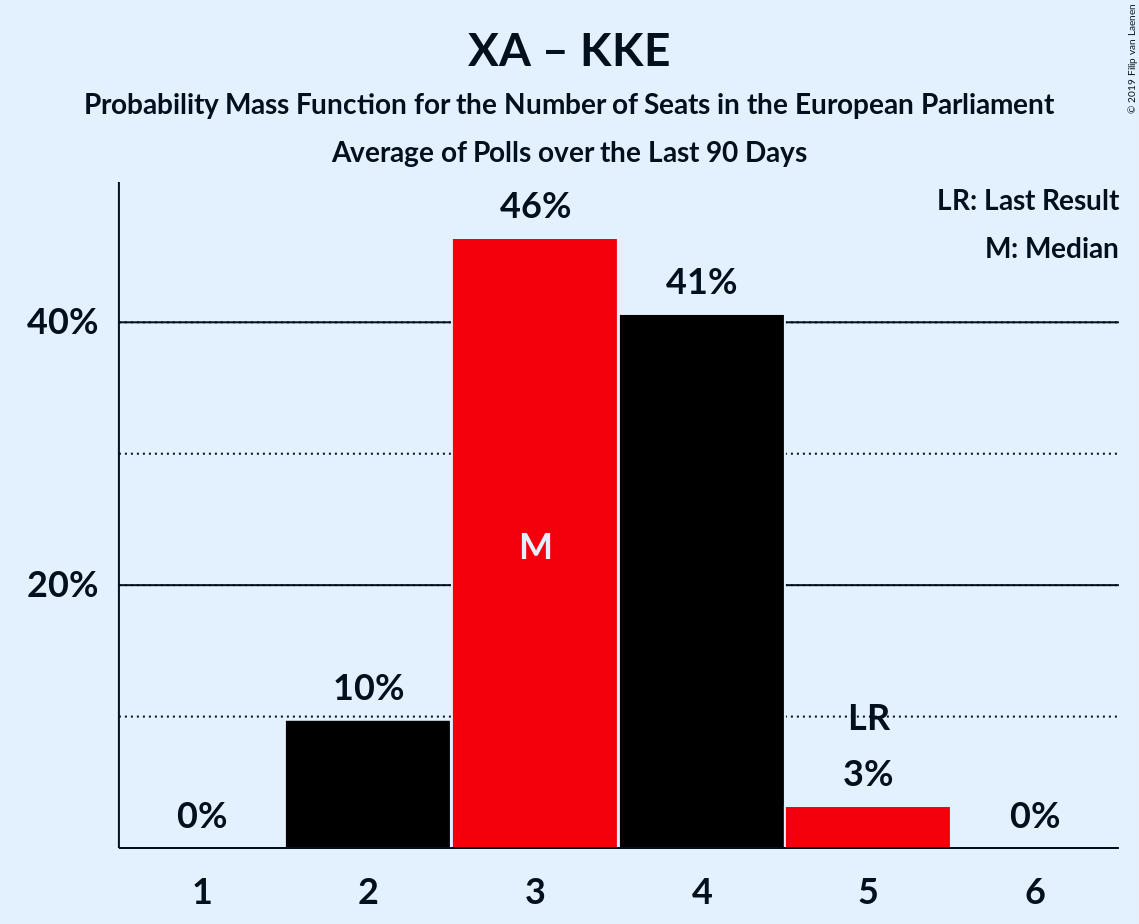 XA – KKE
Probability Mass Function for the Number of Seats in the European Parliament
Average of Polls over the Last 90 Days
© 2019 Filip van Laenen
LR: Last Result
M: Median
46%
41%
40%
M
20%
10%
LR
3%
0%
0%
1 2 3 4 5 6